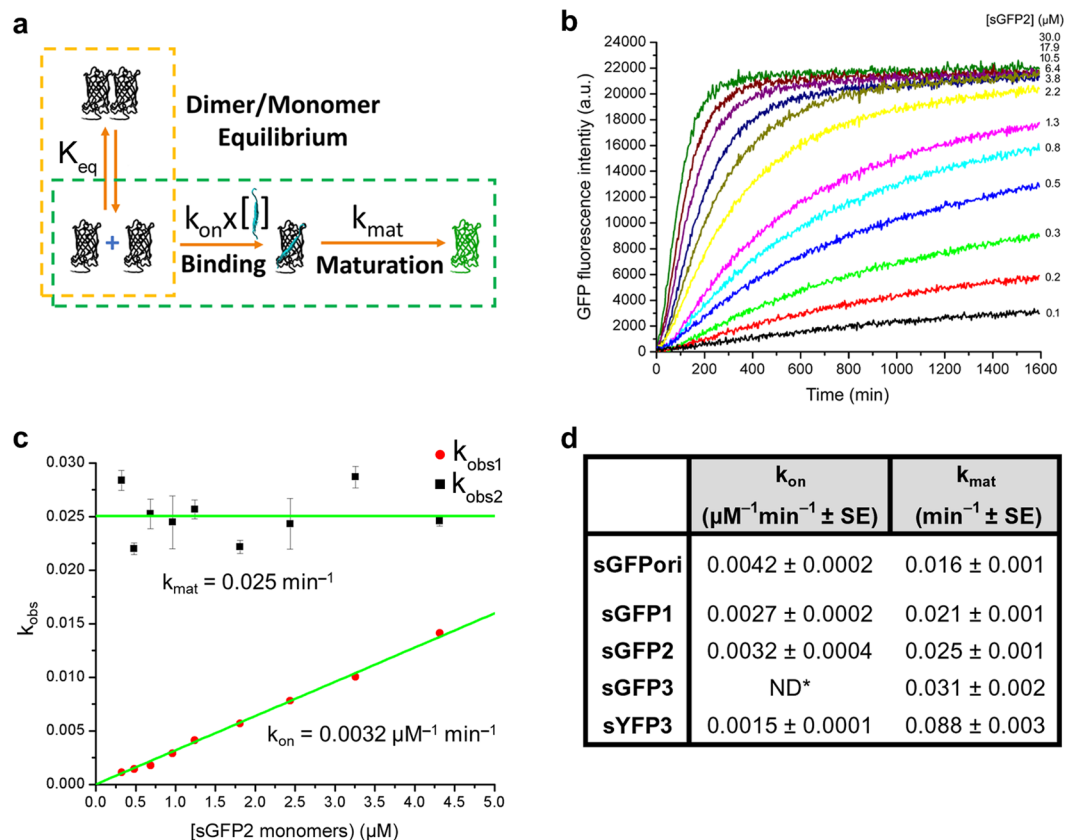 a
Dimer/Monomer
Equilibrium
Keq
konx[ ]
Binding
kmat
Maturation
b
[sGFP2] (µM)
GFP fluorescence intentiy (a.u.)
24000
22000
20000
18000
16000
14000
12000
10000
8000
6000
4000
2000
0
30.0
17.9
10.5
6.4
3.8
2.2
1.3
0.8
0.5
0.3
0.2
0.1
0 200 400 600 800 1000 1200 1400 1600
Time (min)
c
kobs1
kobs2
kobs
0.030
0.025
0.020
0.015
0.010
0.005
0.000
kmat = 0.025 min–1
kon = 0.0032 µM–1 min–1
0.0 0.5 1.0 1.5 2.0 2.5 3.0 3.5 4.0 4.5 5.0
[sGFP2 monomers) (µM)
d
kon kmat
(µM–1min–1 ± SE) (min–1 ± SE)
sGFPori 0.0042 ± 0.0002 0.016 ± 0.001
sGFP1 0.0027 ± 0.0002 0.021 ± 0.001
sGFP2 0.0032 ± 0.0004 0.025 ± 0.001
sGFP3 ND* 0.031 ± 0.002
sYFP3 0.0015 ± 0.0001 0.088 ± 0.003